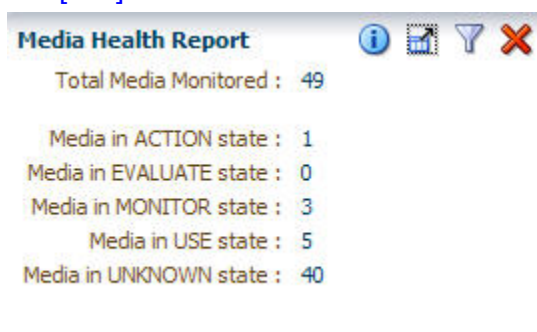 Media Health Report
Total Media Monitored : 49
Media in ACTION state : 1
Media in EVALUATE state : 0
Media in MONITOR state : 3
Media in USE state : 5
Media in UNKNOWN state : 40